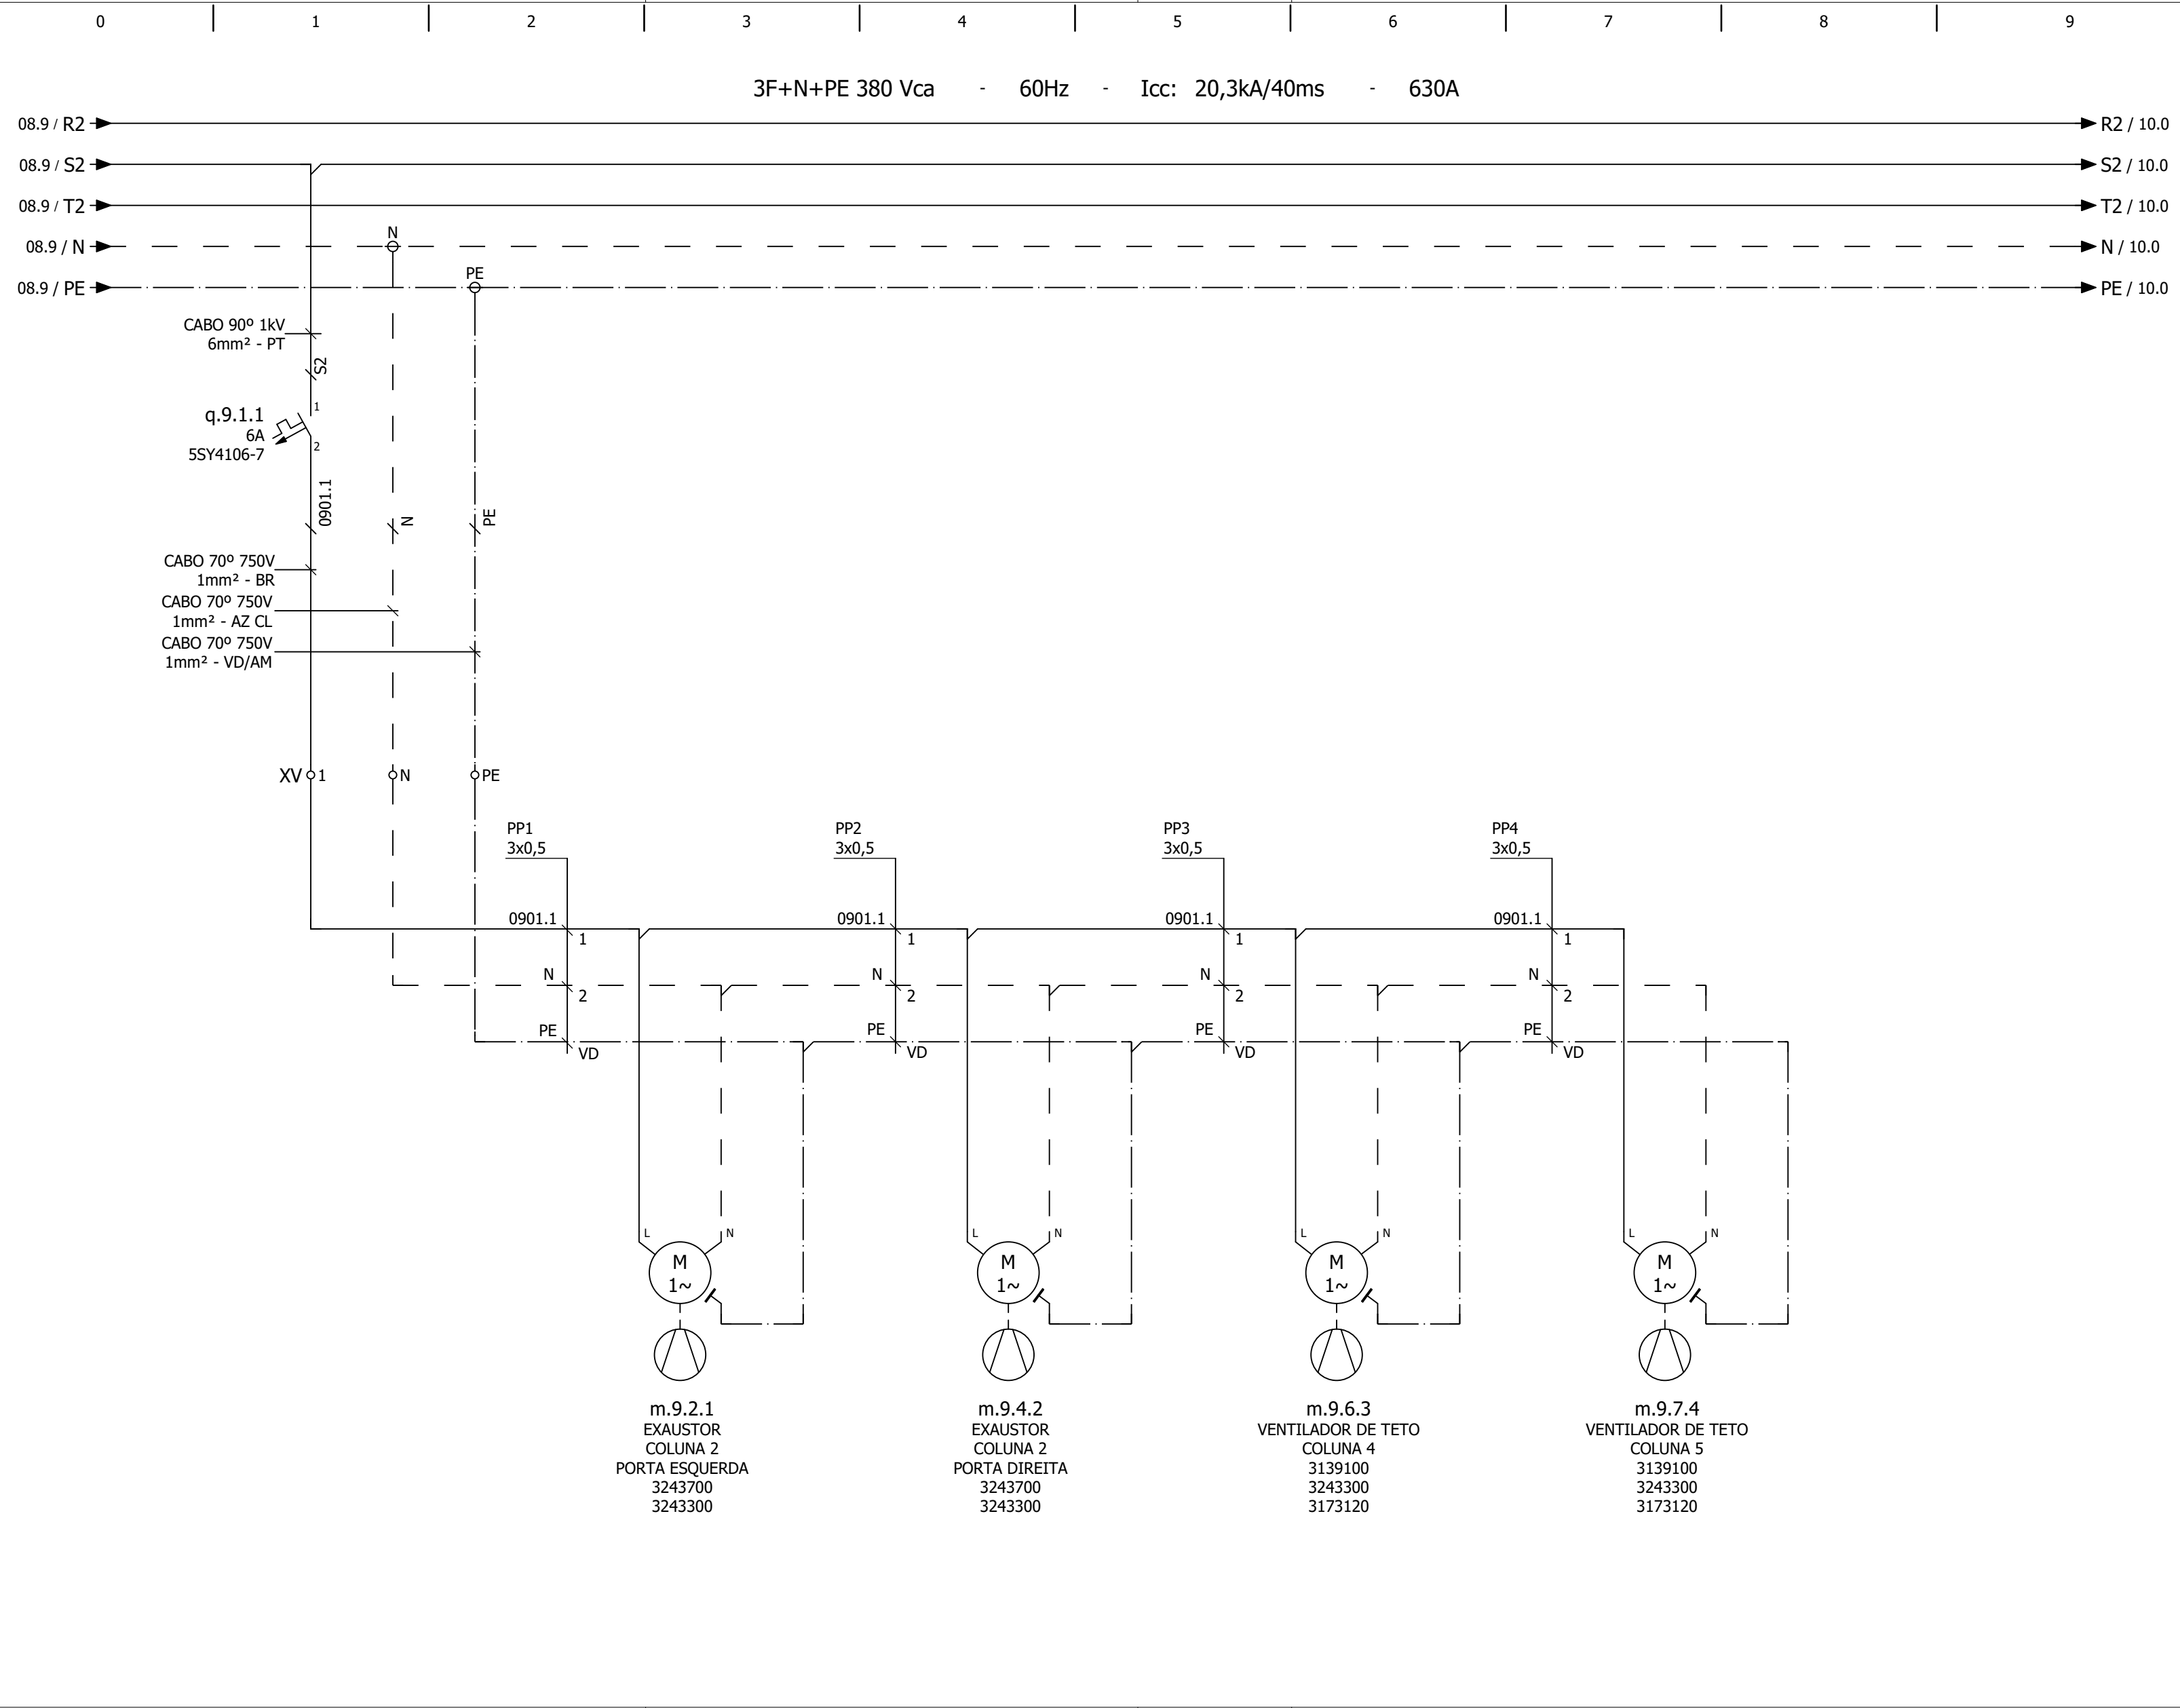 0 1 2 3 4 5 6 7 8 9
3F+N+PE 380 Vca - 60Hz - Icc: 20,3kA/40ms - 630A
08.9 / R2 R2 / 10.0
08.9 / S2 S2 / 10.0
08.9 / T2 T2 / 10.0
N
08.9 / N N / 10.0
PE
08.9 / PE PE / 10.0
CABO 90º 1kV
6mm² - PT
S2
q.9.1.1
6A
5SY4106-7
1
2
0901.1
N
PE
CABO 70º 750V
1mm² - BR
CABO 70º 750V
1mm² - AZ CL
CABO 70º 750V
1mm² - VD/AM
XV 1 N PE
PP1 PP2 PP3 PP4
3x0,5 3x0,5 3x0,5 3x0,5
0901.1 0901.1 0901.1 0901.1
1 1 1 1
N N N N
2 2 2 2
PE PE PE PE
VD VD VD VD
L N L N L N L N
M M M M
1~ 1~ 1~ 1~
m.9.2.1
EXAUSTOR
COLUNA 2
PORTA ESQUERDA
3243700
3243300
m.9.4.2
EXAUSTOR
COLUNA 2
PORTA DIREITA
3243700
3243300
m.9.6.3
VENTILADOR DE TETO
COLUNA 4
3139100
3243300
3173120
m.9.7.4
VENTILADOR DE TETO
COLUNA 5
3139100
3243300
3173120